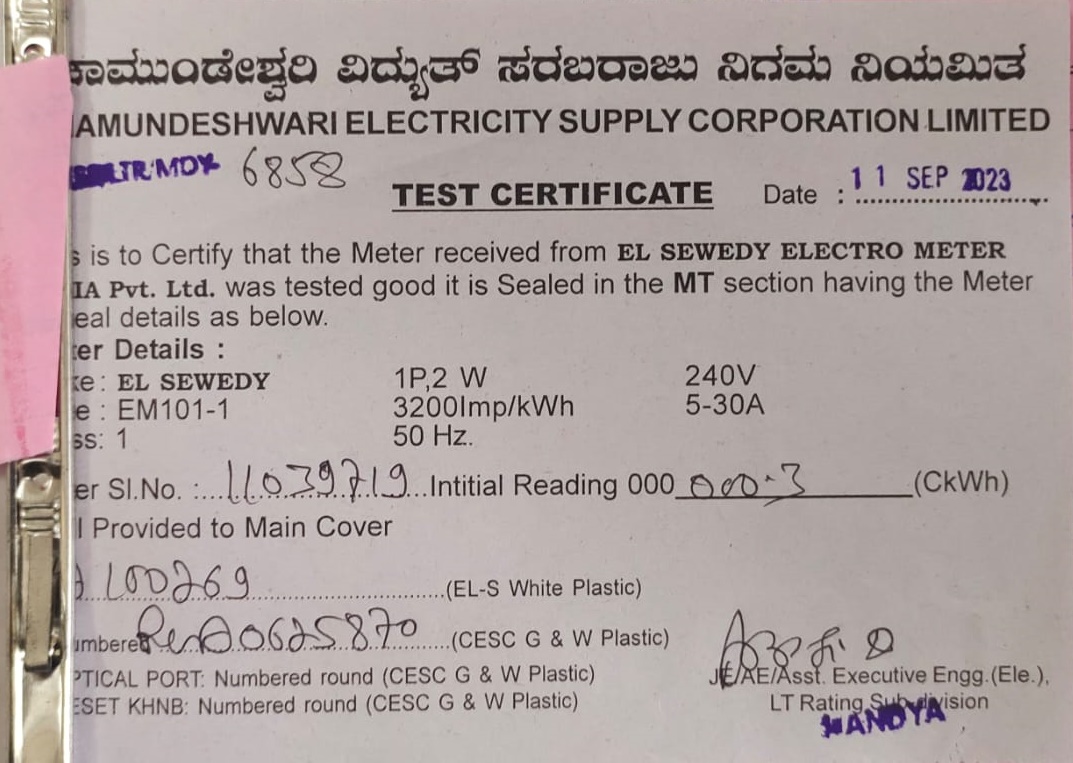 ಚಾಮುಂಡೇಶ್ವರಿ ವಿದ್ಯುತ್ ಸರಬರಾಜು ನಿಗಮ ನಿಯಮಿತ
AMUNDESHWARI ELECTRICITY SUPPLY CORPORATION LIMITED
LTR MDY 6858
TEST CERTIFICATE Date : 11 SEP 2023
s is to Certify that the Meter received from EL SEWEDY ELECTRO METER
IA Pvt. Ltd. was tested good it is Sealed in the MT section having the Meter
eal details as below.
er Details :
ke : EL SEWEDY 1P,2 W 240V
e : EM101-1 3200Imp/kWh 5-30A
ss: 1 50 Hz.
er Sl.No. : 11039719 Intitial Reading 000 000.3 (CkWh)
l Provided to Main Cover
100269 (EL-S White Plastic)
umbered A0625870 (CESC G & W Plastic)
PTICAL PORT: Numbered round (CESC G & W Plastic)
ESET KHNB: Numbered round (CESC G & W Plastic)
JE/AE/Asst. Executive Engg.(Ele.),
LT Rating Sub-division
MANDYA